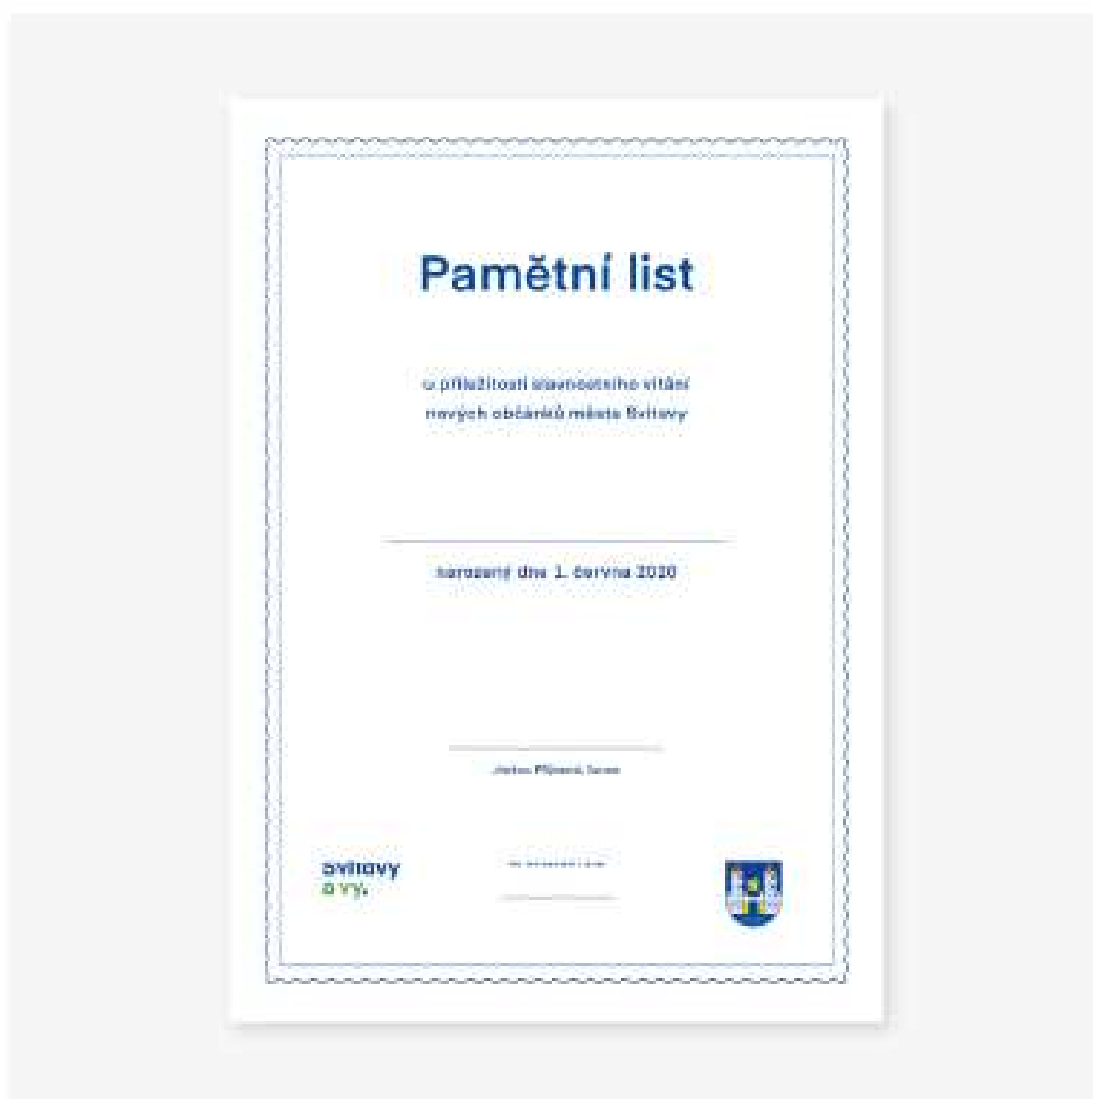 Pamětní list
u příležitosti slavnostního vítání
nových občánků města Svitavy
narozený dne 1. června 2020
Svitavy
a vy.